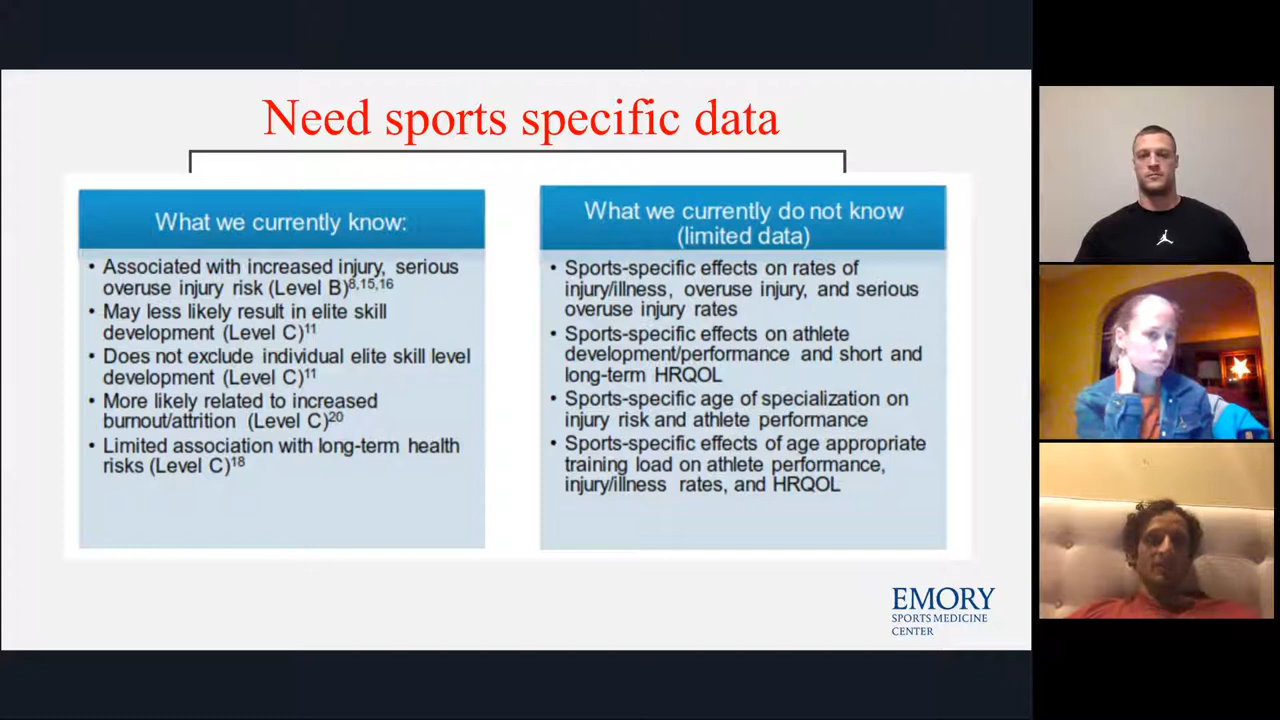 Need sports specific data
What we currently know:
• Associated with increased injury, serious
overuse injury risk (Level B)8,15,16
• May less likely result in elite skill
development (Level C)11
• Does not exclude individual elite skill level
development (Level C)11
• More likely related to increased
burnout/attrition (Level C)20
• Limited association with long-term health
risks (Level C)18
What we currently do not know
(limited data)
• Sports-specific effects on rates of
injury/illness, overuse injury, and serious
overuse injury rates
• Sports-specific effects on athlete
development/performance and short and
long-term HRQOL
• Sports-specific age of specialization on
injury risk and athlete performance
• Sports-specific effects of age appropriate
training load on athlete performance,
injury/illness rates, and HRQOL
EMORY
SPORTS MEDICINE
CENTER